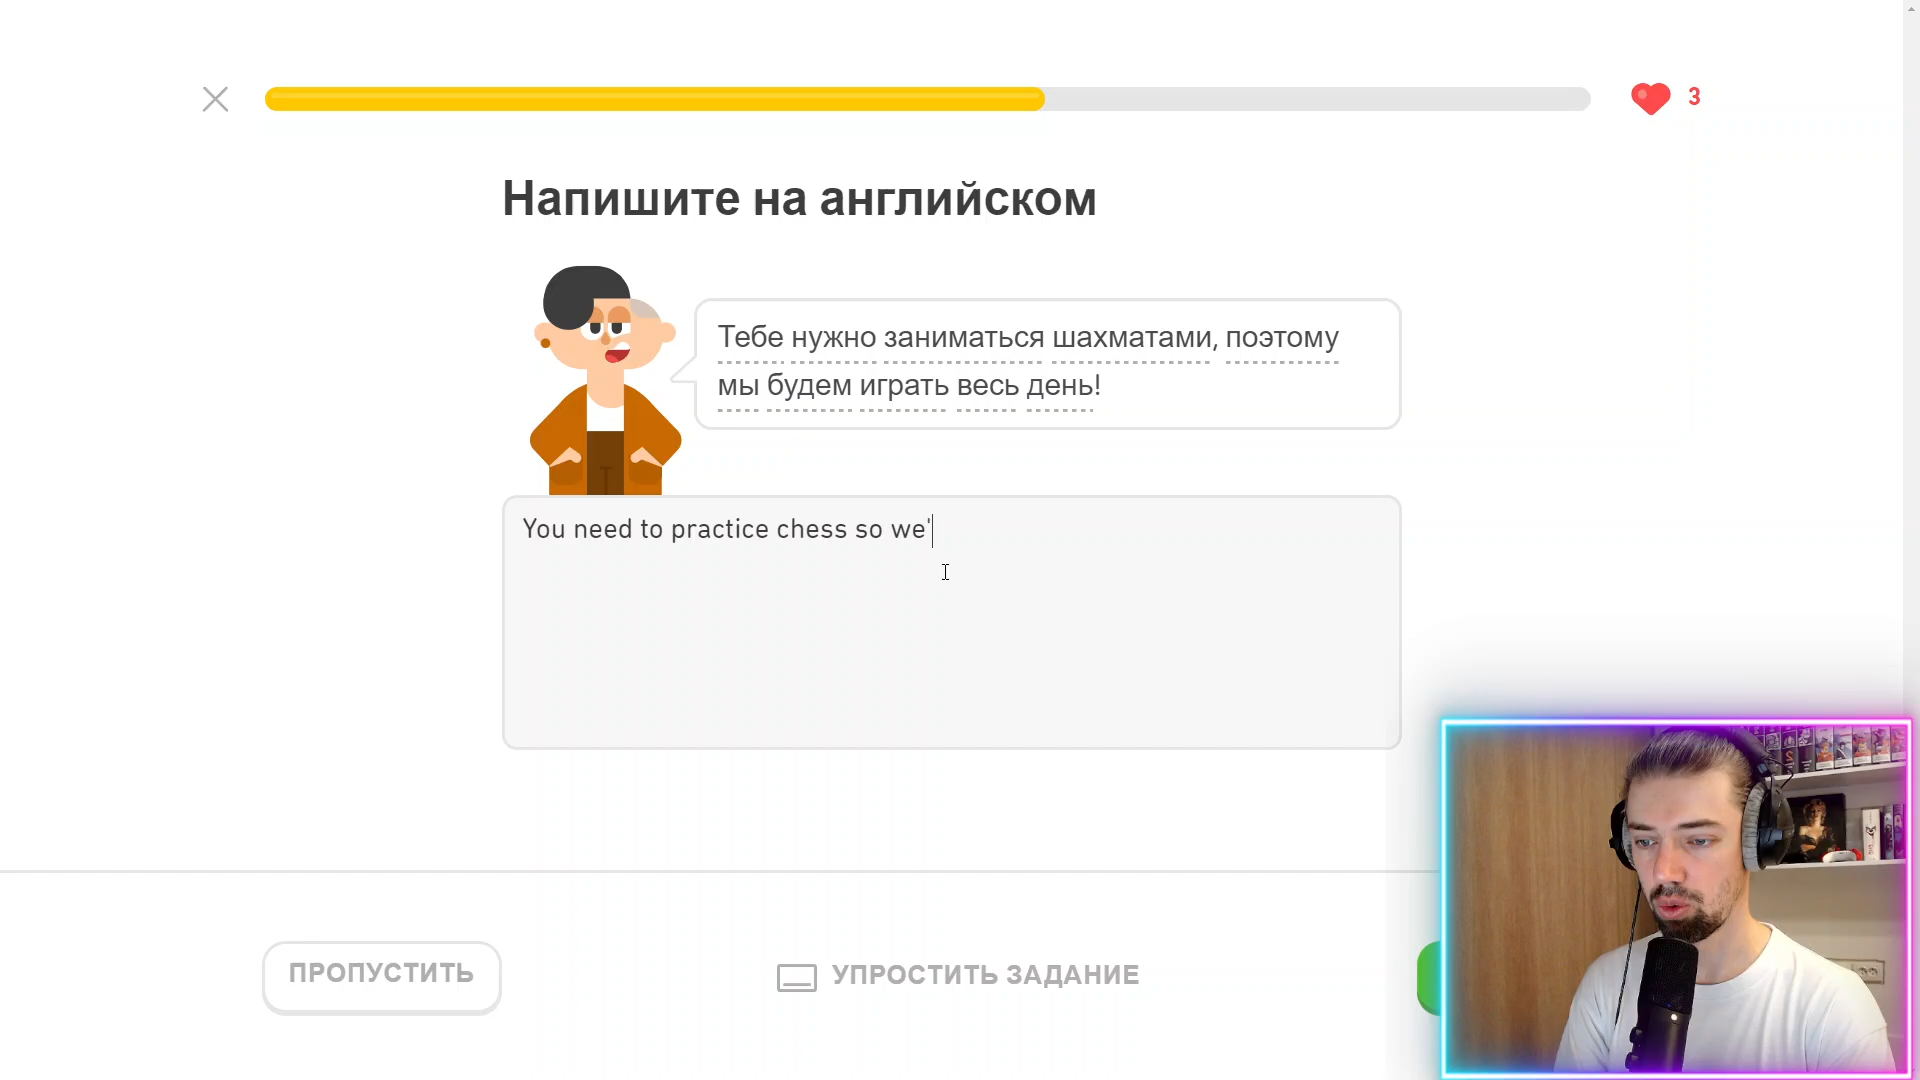 3
Напишите на английском
Тебе нужно заниматься шахматами, поэтому
мы будем играть весь день!
You need to practice chess so we'
ПРОПУСТИТЬ
УПРОСТИТЬ ЗАДАНИЕ